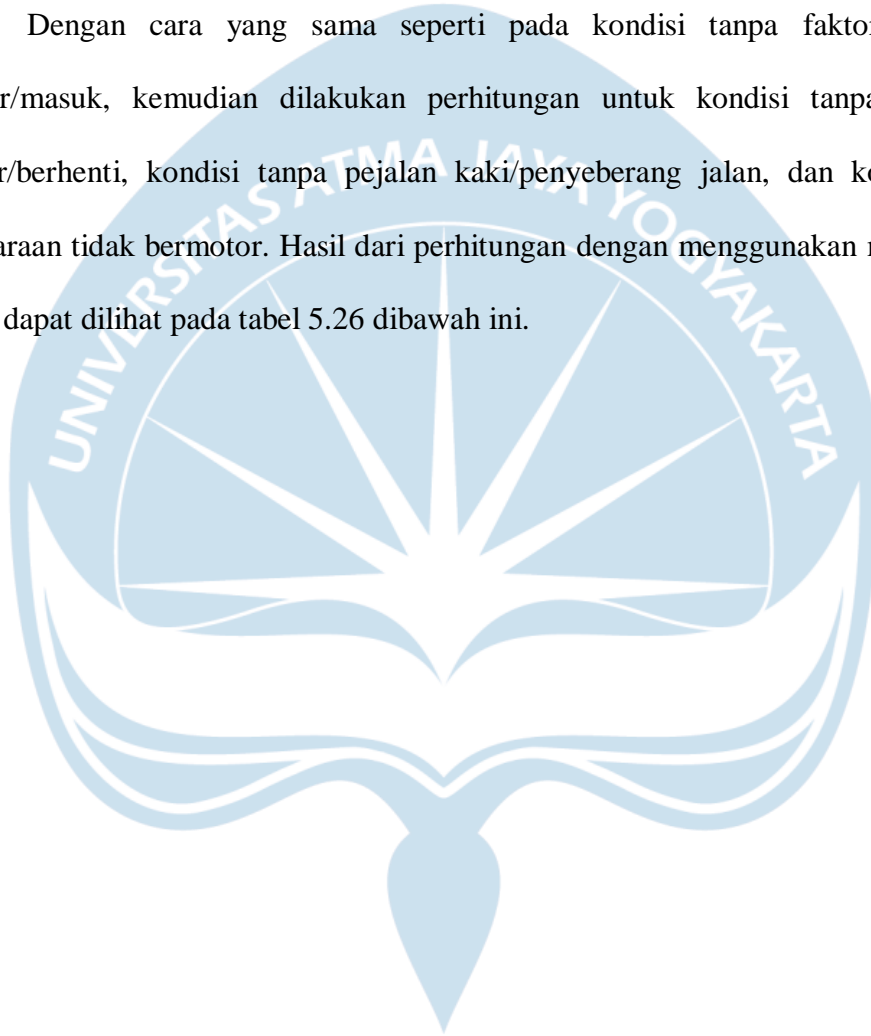 Dengan cara yang sama seperti pada kondisi tanpa faktor
r/masuk, kemudian dilakukan perhitungan untuk kondisi tanpa
r/berhenti, kondisi tanpa pejalan kaki/penyeberang jalan, dan ko
araan tidak bermotor. Hasil dari perhitungan dengan menggunakan
dapat dilihat pada tabel 5.26 dibawah ini.
UNIVERSITAS ATMA JAYA YOGYAKARTA